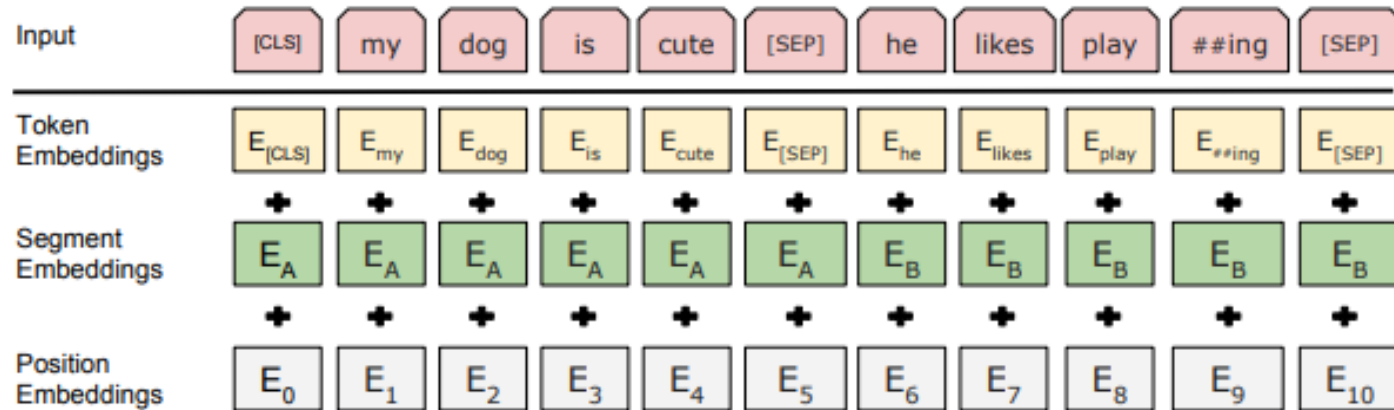 Input [CLS] my dog is cute [SEP] he likes play ##ing [SEP]
Token
Embeddings E[CLS] Emy Edog Eis Ecute E[SEP] Ehe Elikes Eplay E##ing E[SEP]
+ + + + + + + + + + +
Segment
Embeddings EA EA EA EA EA EA EB EB EB EB EB
+ + + + + + + + + + +
Position
Embeddings E0 E1 E2 E3 E4 E5 E6 E7 E8 E9 E10